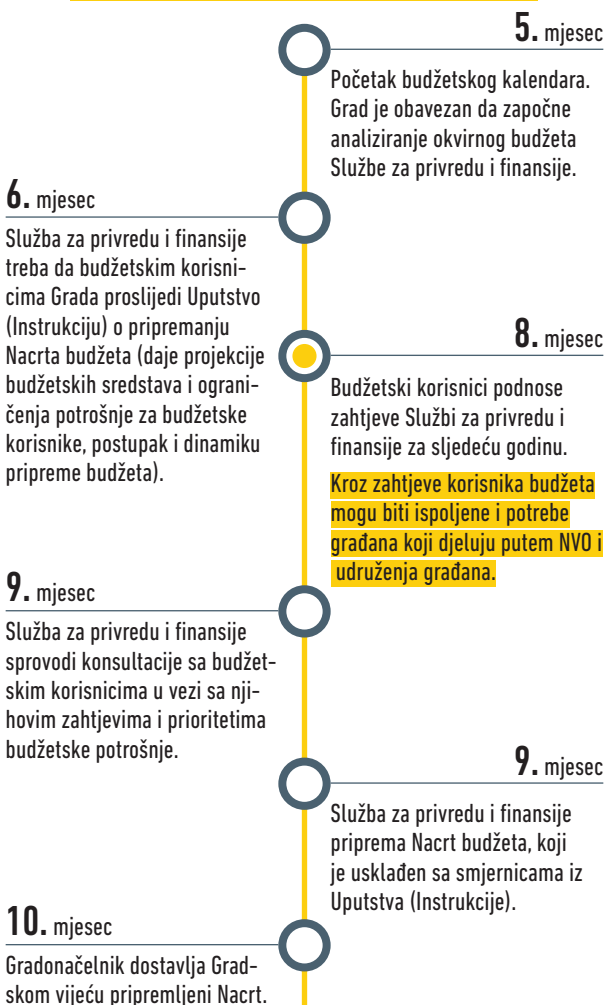 5. mjesec
Početak budžetskog kalendara.
Grad je obavezan da započne
analiziranje okvirnog budžeta
Službe za privredu i finansije.
6. mjesec
Služba za privredu i finansije
treba da budžetskim korisni-
cima Grada proslijedi Uputstvo
(Instrukciju) o pripremanju
Nacrta budžeta (daje projekcije
budžetskih sredstava i ograni-
čenja potrošnje za budžetske
korisnike, postupak i dinamiku
pripreme budžeta).
8. mjesec
Budžetski korisnici podnose
zahtjeve Službi za privredu i
finansije za sljedeću godinu.
Kroz zahtjeve korisnika budžeta
mogu biti ispoljene i potrebe
građana koji djeluju putem NVO i
udruženja građana.
9. mjesec
Služba za privredu i finansije
sprovodi konsultacije sa budžet-
skim korisnicima u vezi sa nji-
hovim zahtjevima i prioritetima
budžetske potrošnje.
9. mjesec
Služba za privredu i finansije
priprema Nacrt budžeta, koji
je usklađen sa smjernicama iz
Uputstva (Instrukcije).
10. mjesec
Gradonačelnik dostavlja Grad-
skom vijeću pripremljeni Nacrt.